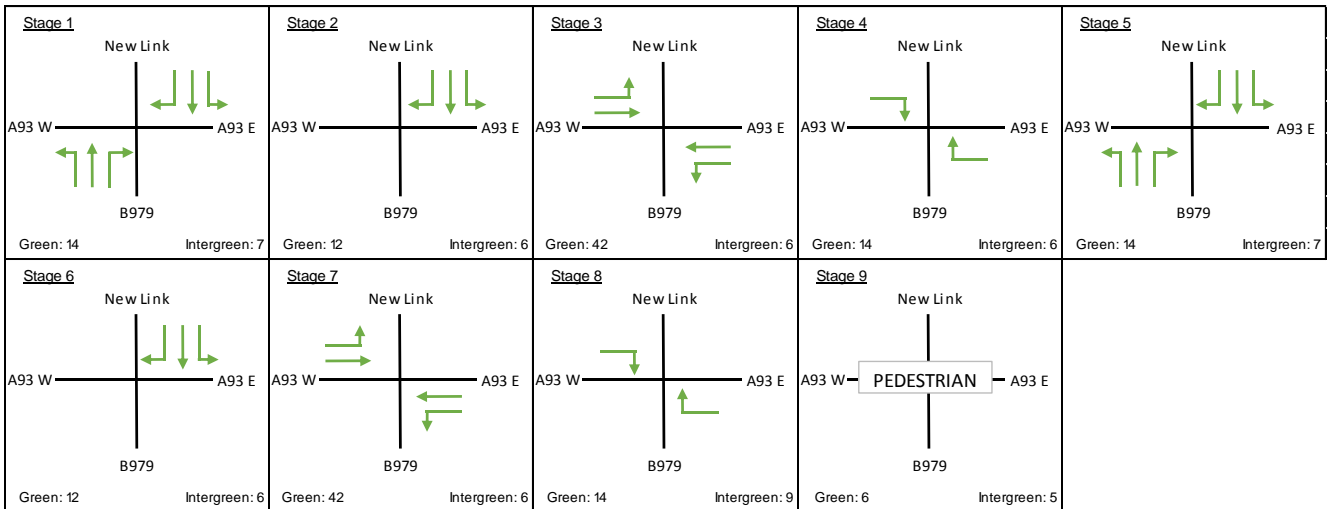 Stage 1
New Link
A93 W
A93 E
B979
Green: 14
Intergreen: 7
Stage 2
New Link
A93 W
A93 E
B979
Green: 12
Intergreen: 6
Stage 3
New Link
A93 W
A93 E
B979
Green: 42
Intergreen: 6
Stage 4
New Link
A93 W
A93 E
B979
Green: 14
Intergreen: 6
Stage 5
New Link
A93 W
A93 E
B979
Green: 14
Intergreen: 7
Stage 6
New Link
A93 W
A93 E
B979
Green: 12
Intergreen: 6
Stage 7
New Link
A93 W
A93 E
B979
Green: 42
Intergreen: 6
Stage 8
New Link
A93 W
A93 E
B979
Green: 14
Intergreen: 9
Stage 9
New Link
A93 W
PEDESTRIAN
A93 E
B979
Green: 6
Intergreen: 5